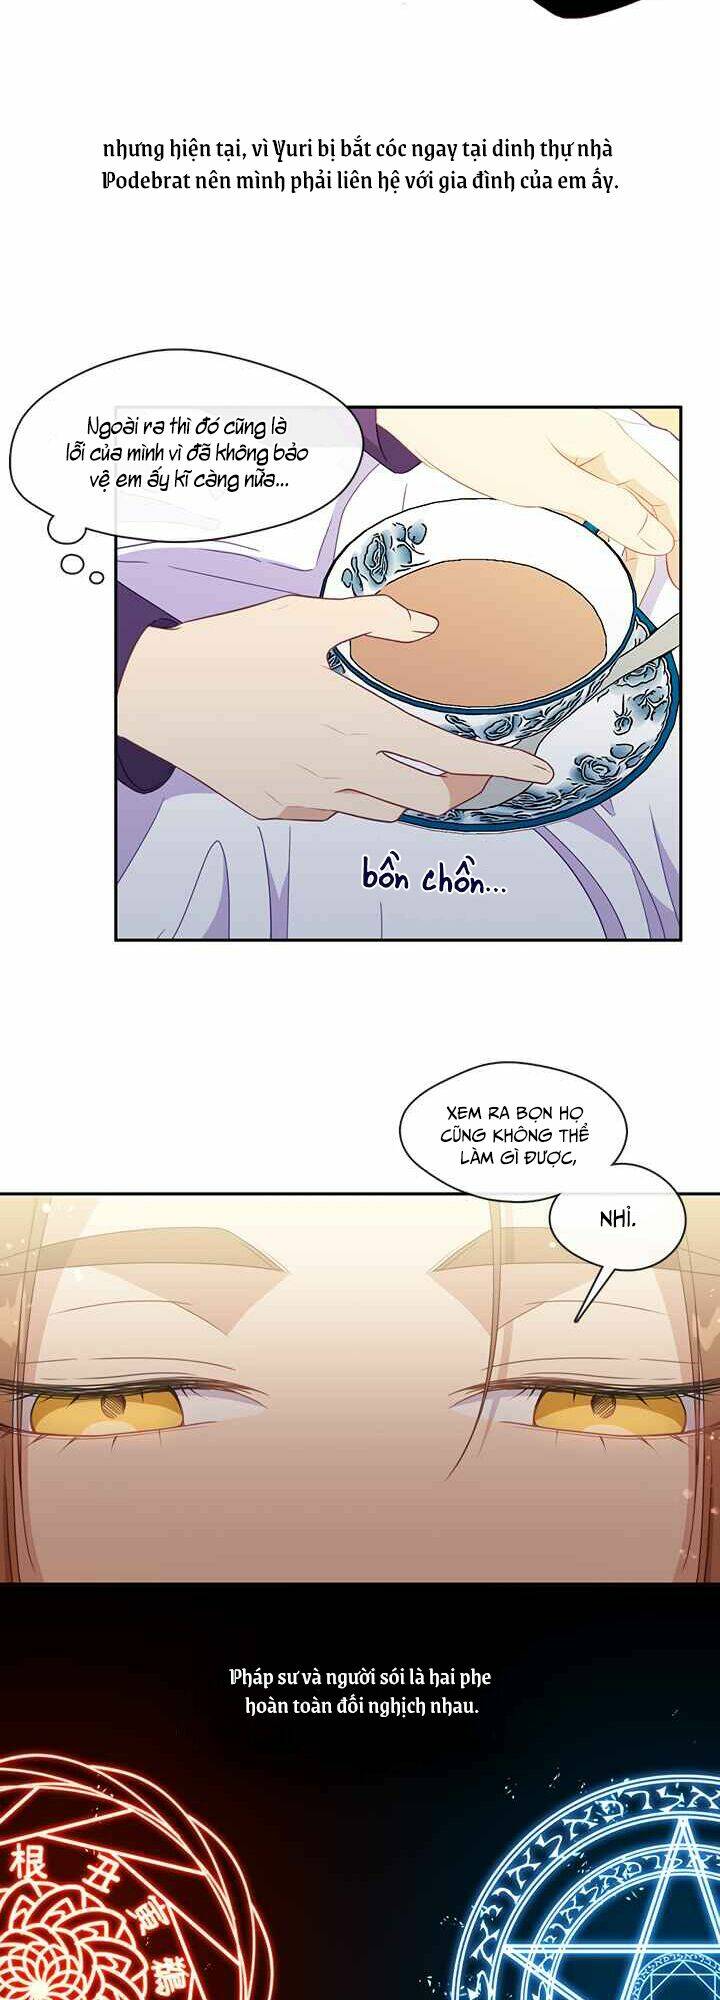 nhưng hiện tại, vì Yuri bị bắt cóc ngay tại dinh thự nhà
Podebrat nên mình phải liên hệ với gia đình của em ấy.
Ngoài ra thì đó cũng là
lỗi của mình vì đã không bảo
vệ em ấy kĩ càng nữa...
bồn chồn...
XEM RA BỌN HỌ
CŨNG KHÔNG THỂ
LÀM GÌ ĐƯỢC,
NHỈ.
Pháp sư và người sói là hai phe
hoàn toàn đối nghịch nhau.
根 丑 寅